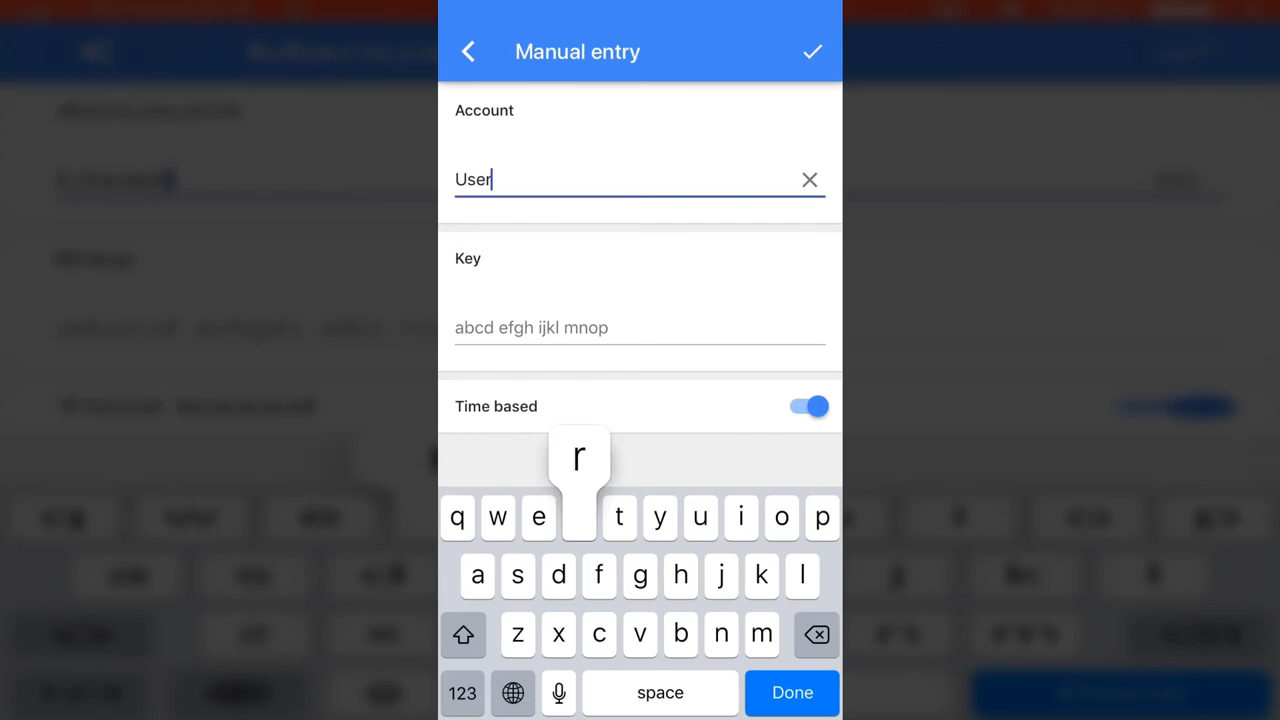 Manual entry
Account
User
Key
abcd efgh ijkl mnop
Time based
r
q w e t y u i o p
a s d f g h j k l
z x c v b n m
123 space Done